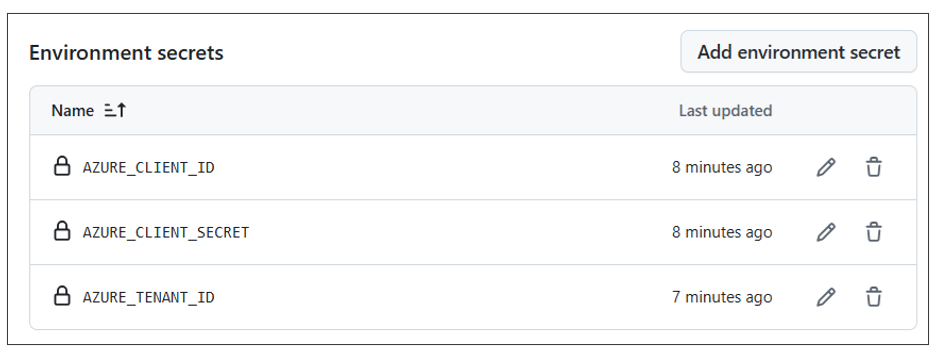 Environment secrets
Add environment secret
Name
Last updated
AZURE_CLIENT_ID
8 minutes ago
AZURE_CLIENT_SECRET
8 minutes ago
AZURE_TENANT_ID
7 minutes ago